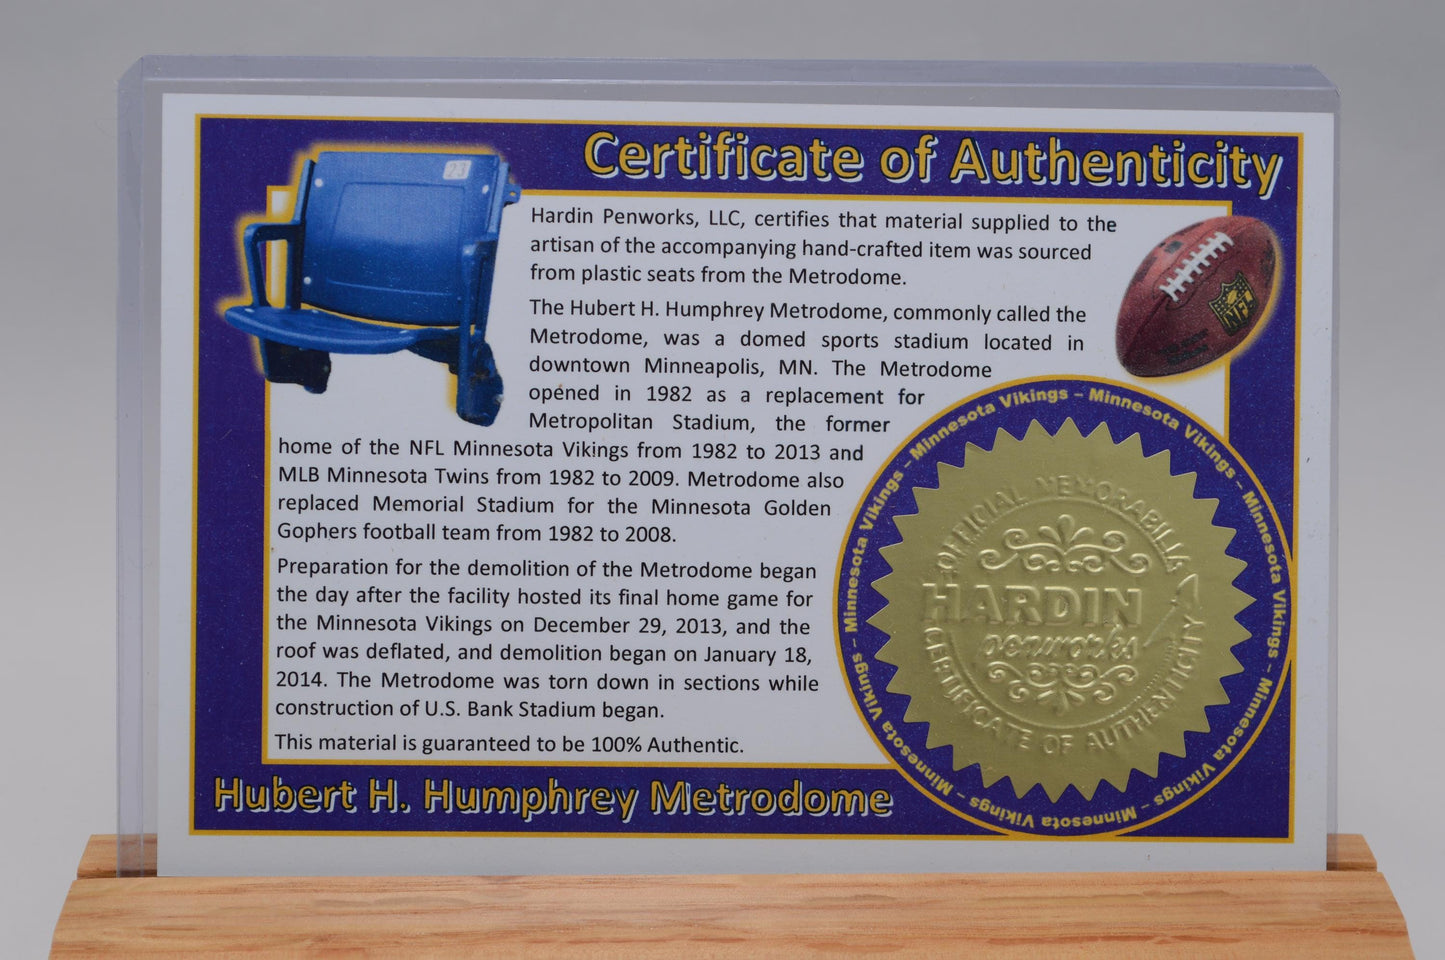 Certificate of Authenticity
23
Hardin Penworks, LLC, certifies that material supplied to the
artisan of the accompanying hand-crafted item was sourced
from plastic seats from the Metrodome.
The Hubert H. Humphrey Metrodome, commonly called the
Metrodome, was a domed sports stadium located in
downtown Minneapolis, MN. The Metrodome
opened in 1982 as a replacement for
Metropolitan Stadium, the former
home of the NFL Minnesota Vikings from 1982 to 2013 and
MLB Minnesota Twins from 1982 to 2009. Metrodome also
replaced Memorial Stadium for the Minnesota Golden
Gophers football team from 1982 to 2008.
Preparation for the demolition of the Metrodome began
the day after the facility hosted its final home game for
the Minnesota Vikings on December 29, 2013, and the
roof was deflated, and demolition began on January 18,
2014. The Metrodome was torn down in sections while
construction of U.S. Bank Stadium began.
This material is guaranteed to be 100% Authentic.
NFL
Minnesota Vikings – Minnesota Vikings – Minnesota Vikings – Minnesota Vikings – Minnesota Vikings – Minnesota Vikings – Minnesota Vikings – Minnesota Vikings –
OFFICIAL MEMORABILIA
HARDIN
penworks
CERTIFICATE OF AUTHENTICITY
Hubert H. Humphrey Metrodome